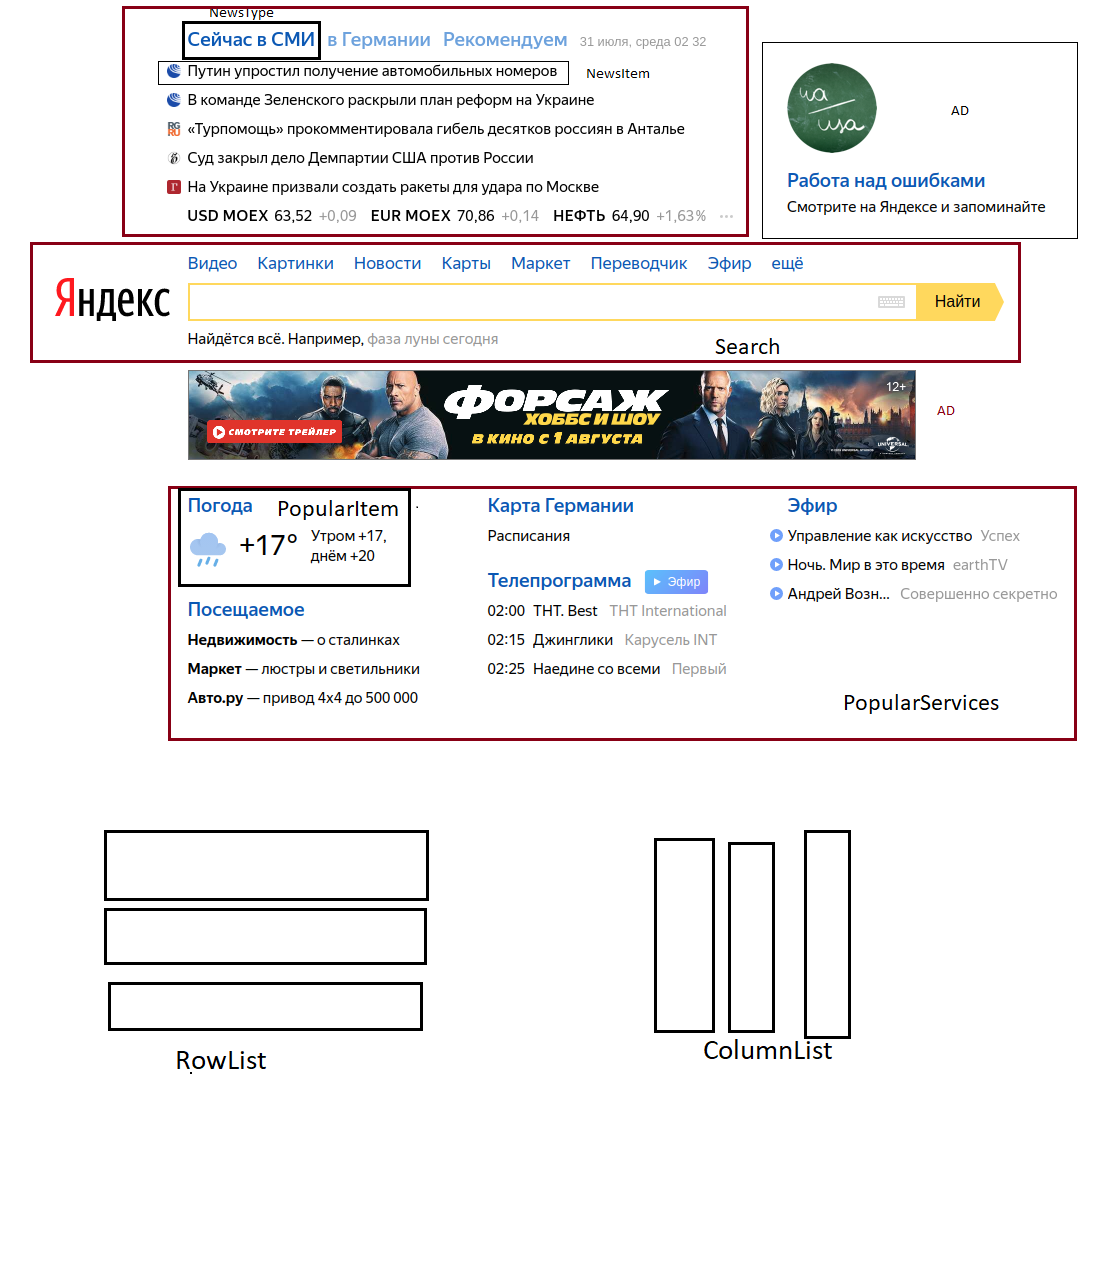 NewsType
Сейчас в СМИ в Германии Рекомендуем 31 июля, среда 02 32
Путин упростил получение автомобильных номеров NewsItem
В команде Зеленского раскрыли план реформ на Украине
RG RU «Турпомощь» прокомментировала гибель десятков россиян в Анталье
Суд закрыл дело Демпартии США против России
Г На Украине призвали создать ракеты для удара по Москве
USD MOEX 63,52 +0,09 EUR MOEX 70,86 +0,14 НЕФТЬ 64,90 +1,63% ...
ua
usa
AD
Работа над ошибками
Смотрите на Яндексе и запоминайте
Видео Картинки Новости Карты Маркет Переводчик Эфир ещё
Яндекс
Найти
Найдётся всё. Например, фаза луны сегодня
Search
СМОТРИТЕ ТРЕЙЛЕР
ФОРСАЖ
ХОББС И ШОУ
В КИНО С 1 АВГУСТА
12+
UNIVERSAL
AD
Погода PopularItem
+17° Утром +17,
днём +20
Посещаемое
Недвижимость — о сталинках
Маркет — люстры и светильники
Авто.ру — привод 4x4 до 500 000
Карта Германии
Расписания
Телепрограмма Эфир
02:00 ТНТ. Best ТНТ International
02:15 Джинглики Карусель INT
02:25 Наедине со всеми Первый
Эфир
Управление как искусство Успех
Ночь. Мир в это время earthTV
Андрей Возн... Совершенно секретно
PopularServices
RowList
ColumnList